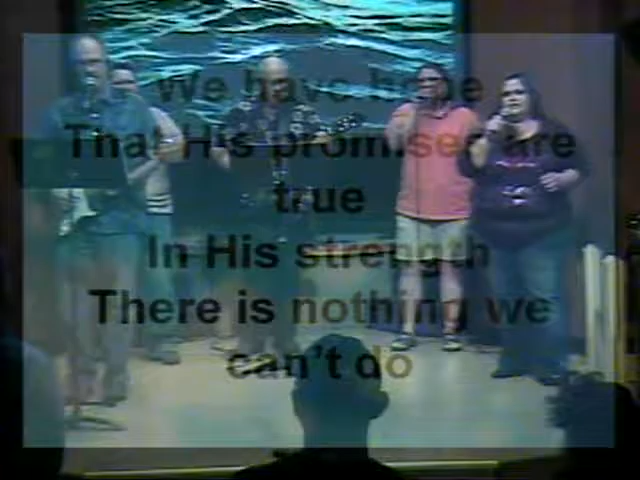 We have hope
That His promises are
true
In His strength
There is nothing we
can't do